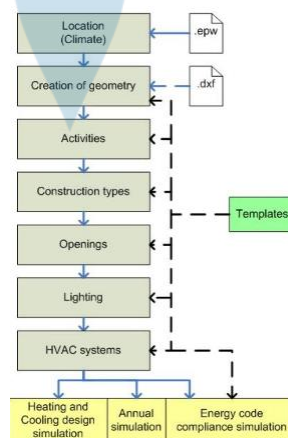 Location
(Climate)
.epw
Creation of geometry
.dxf
Activities
Construction types
Templates
Openings
Lighting
HVAC systems
Heating and
Cooling design
simulation
Annual
simulation
Energy code
compliance simulation